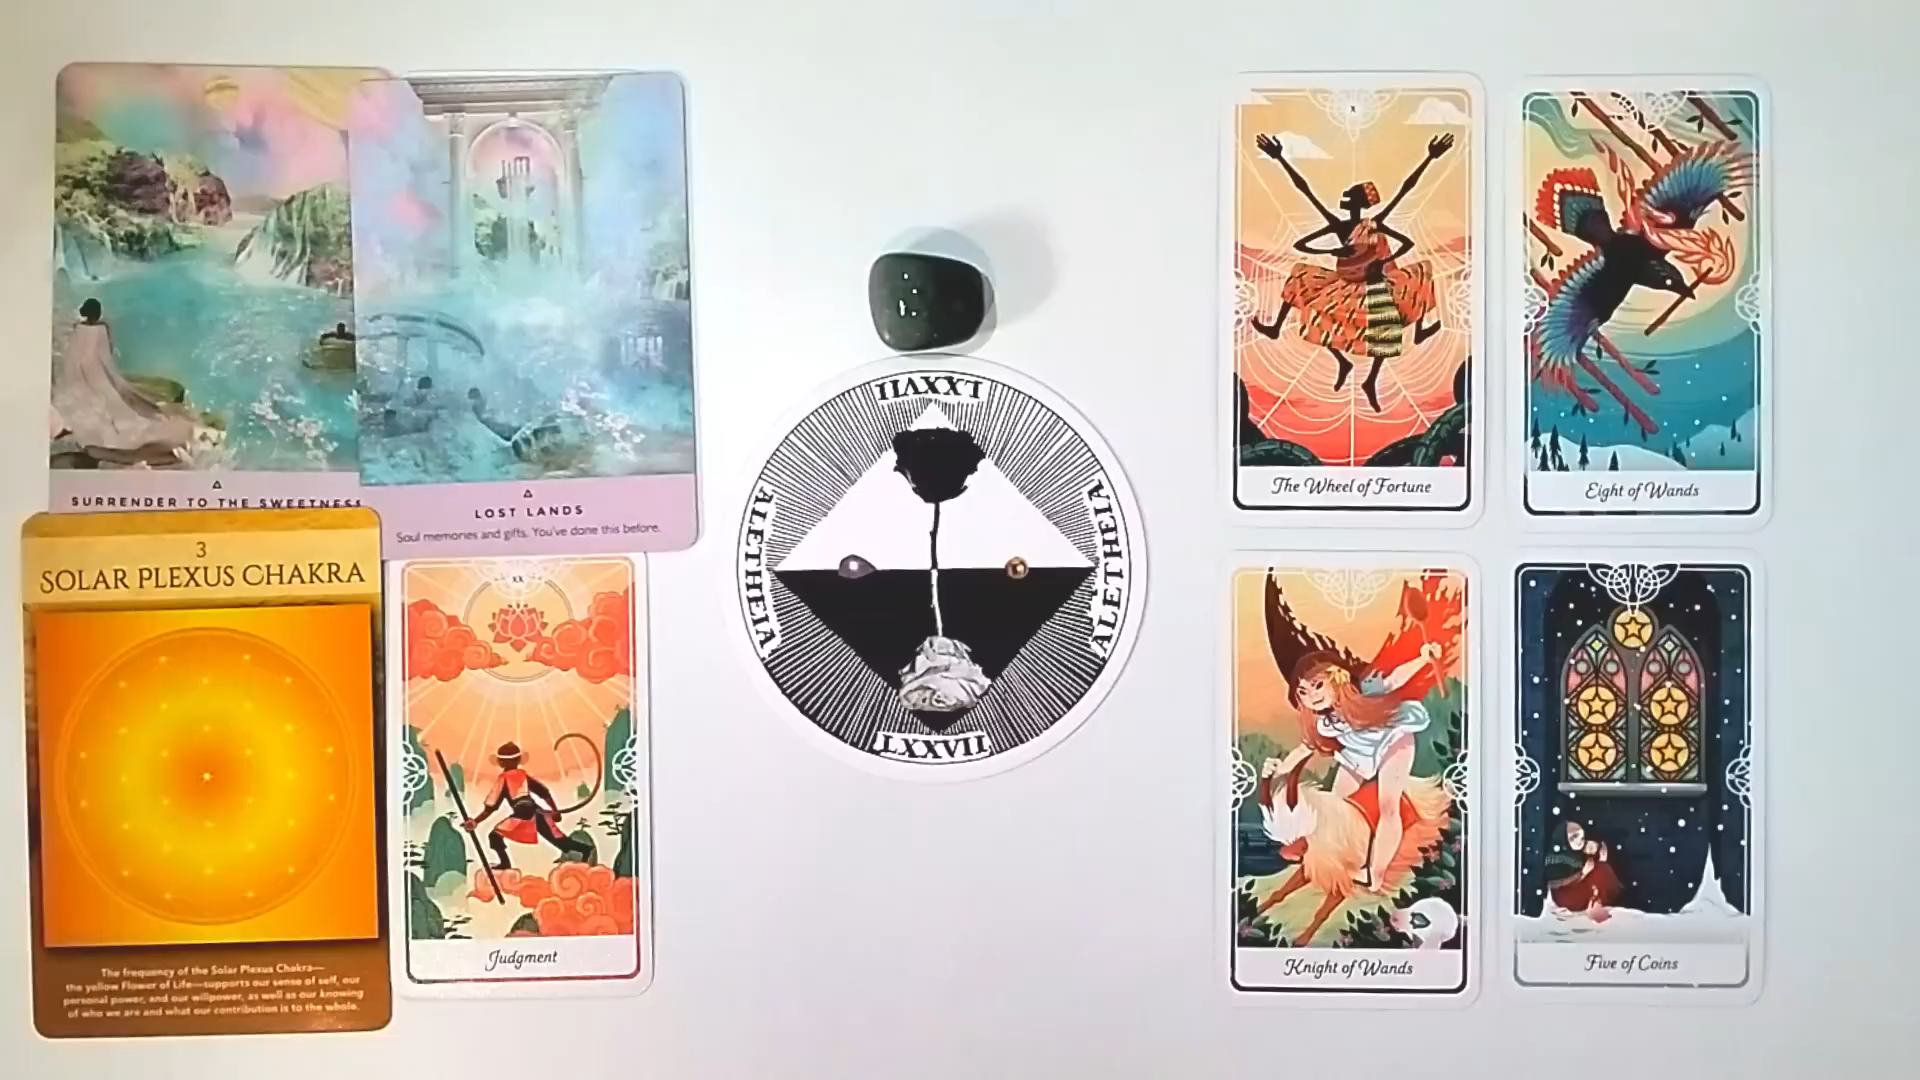 SURRENDER TO THE SWEETNESS
LOST LANDS
Soul memories and gifts. You've done this before.
3
SOLAR PLEXUS CHAKRA
The frequency of the Solar Plexus Chakra—
the yellow Flower of Life—supports our sense of self, our
personal power, and our willpower, as well as our knowing
of who we are and what our contribution is to the whole.
XX
Judgment
LXXVII
ALETHEIA
ALETHEIA
LXXVII
X
The Wheel of Fortune
Eight of Wands
Knight of Wands
Five of Coins